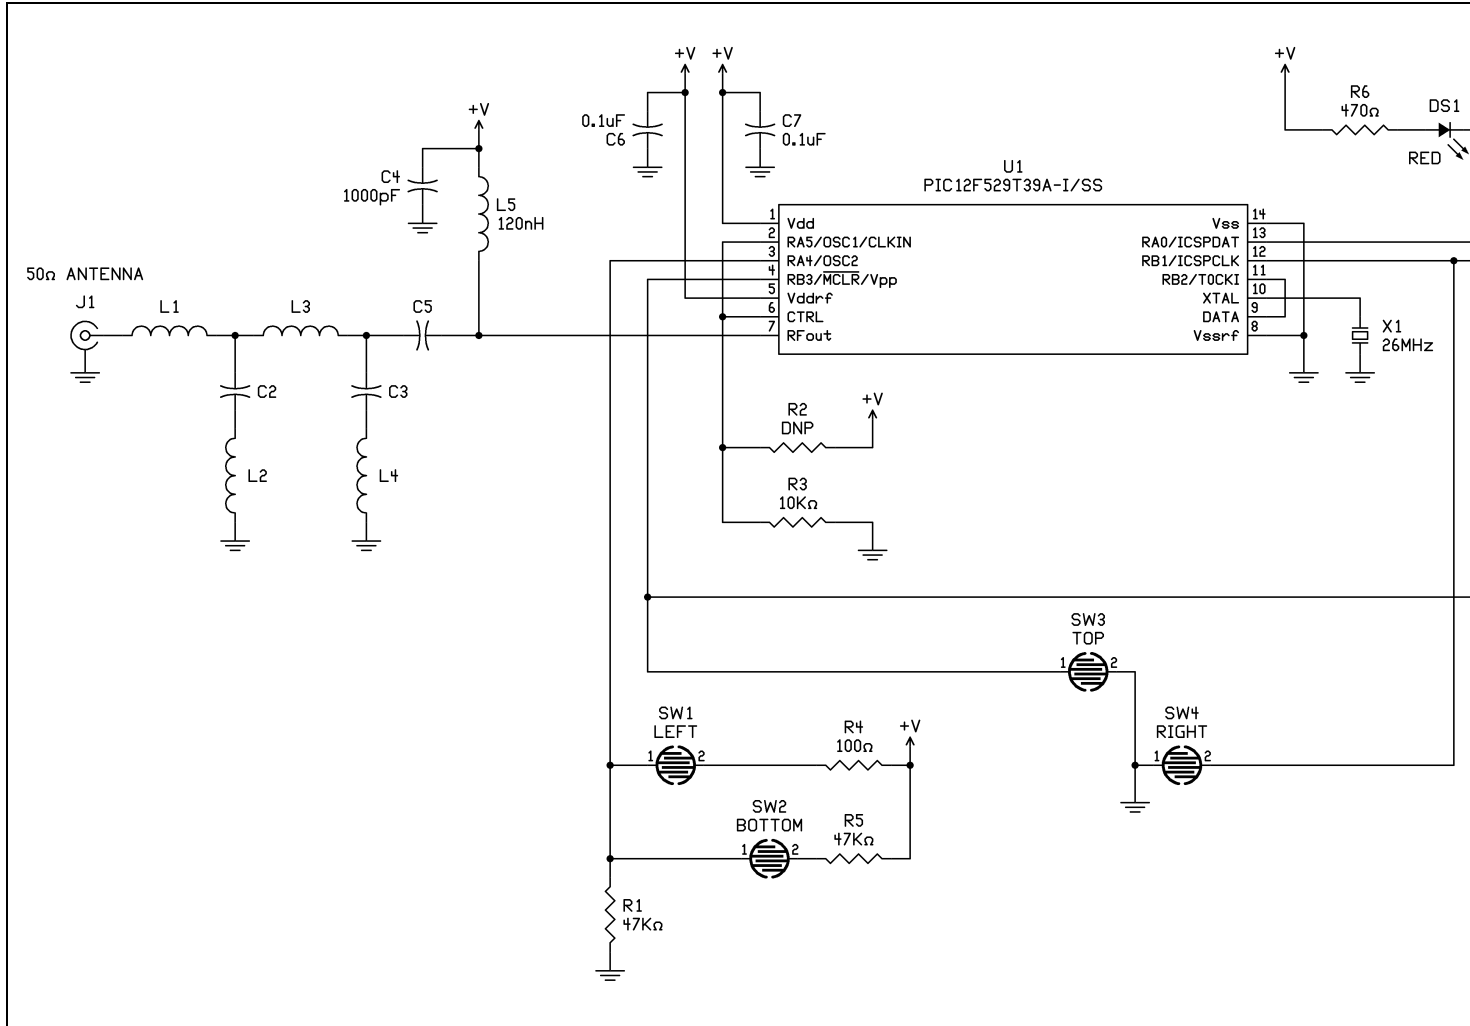 +V
+V
+V
R6
470Ω
DS1
RED
0.1uF
C6
C7
0.1uF
+V
C4
1000pF
L5
120nH
U1
PIC12F529T39A-I/SS
1
Vdd
2
RA5/OSC1/CLKIN
3
RA4/OSC2
4
RB3/MCLR/Vpp
5
Vddrf
6
CTRL
7
RFout
Vss
14
RA0/ICSPDAT
13
RB1/ICSPCLK
12
RB2/T0CKI
11
XTAL
10
DATA
9
Vssrf
8
50Ω ANTENNA
J1
L1
L3
C5
C2
C3
L2
L4
X1
26MHz
R2
DNP
+V
R3
10KΩ
SW3
TOP
1
2
SW1
LEFT
1
2
R4
100Ω
+V
SW4
RIGHT
1
2
SW2
BOTTOM
1
2
R5
47KΩ
R1
47KΩ